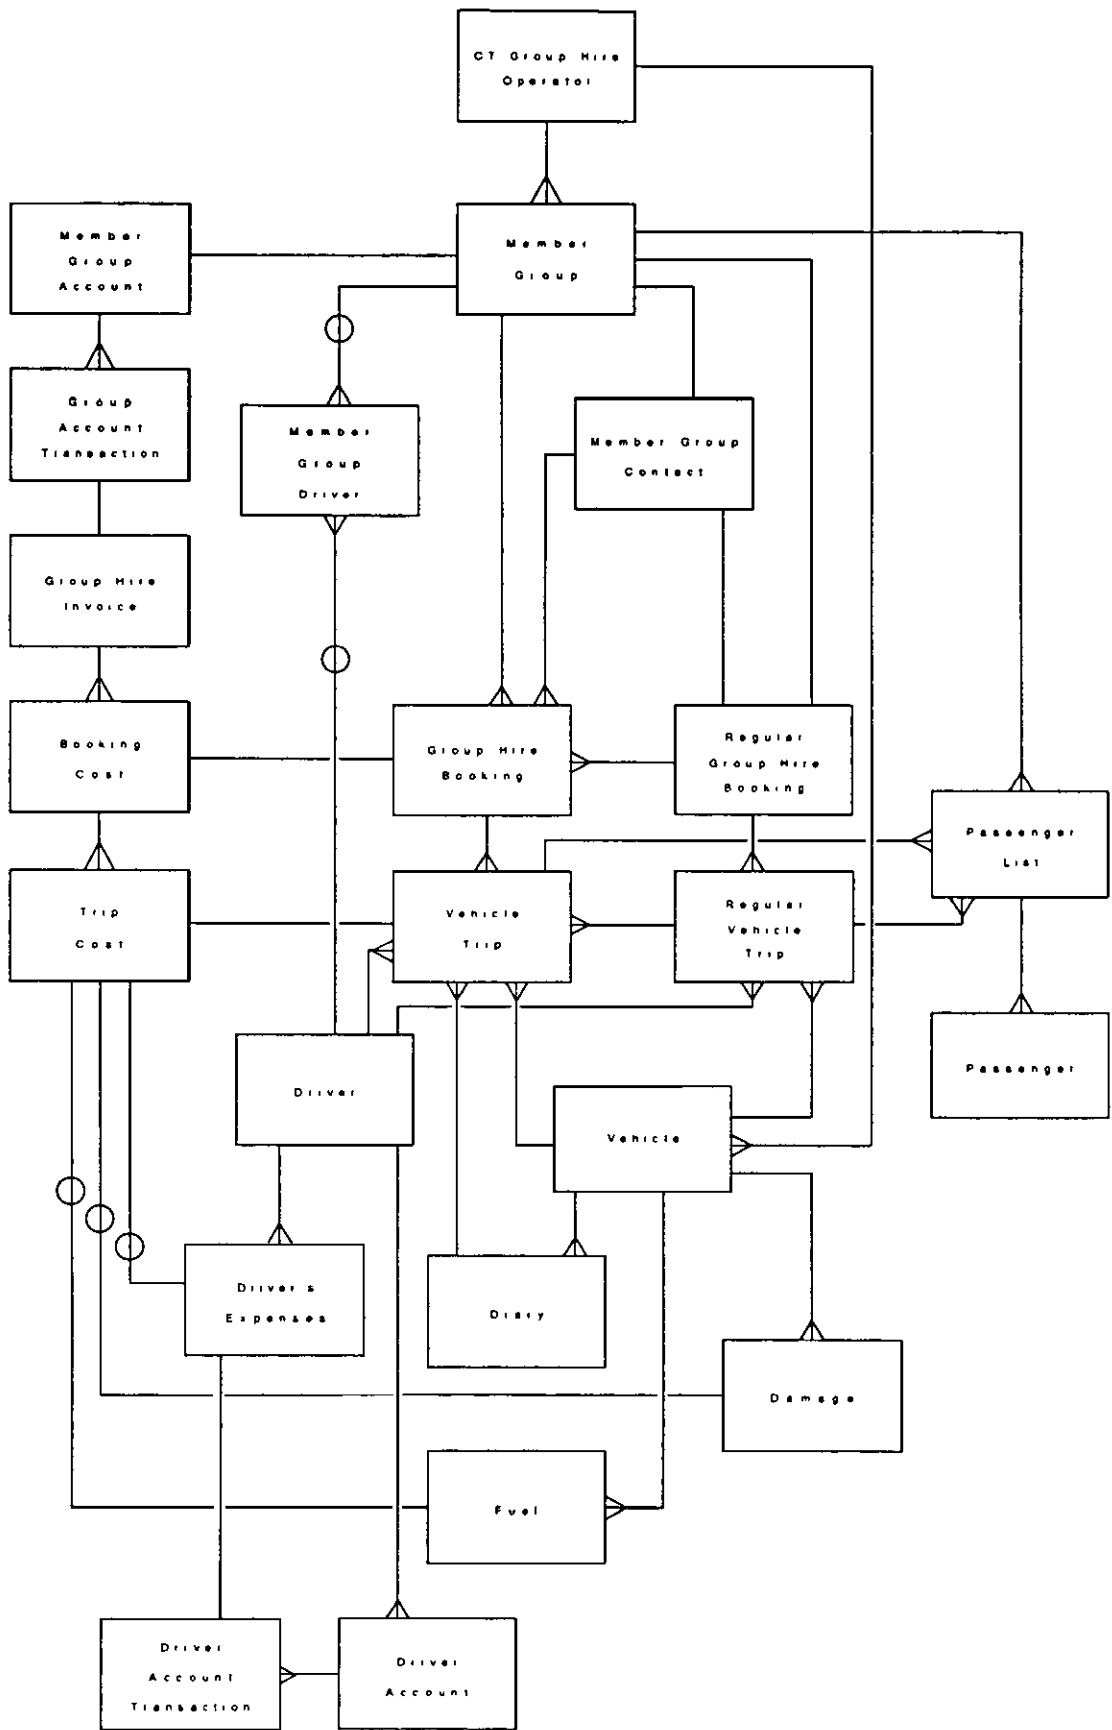 CT Group Hire
Operator
Member
Group
Account
Member
Group
Group
Account
Transaction
Member
Group
Driver
Member Group
Contact
Group Hire
Invoice
Booking
Cost
Group Hire
Booking
Regular
Group Hire
Booking
Passenger
List
Trip
Cost
Vehicle
Trip
Regular
Vehicle
Trip
Passenger
Driver
Vehicle
Driver s
Expenses
Diary
Damage
Fuel
Driver
Account
Transaction
Driver
Account